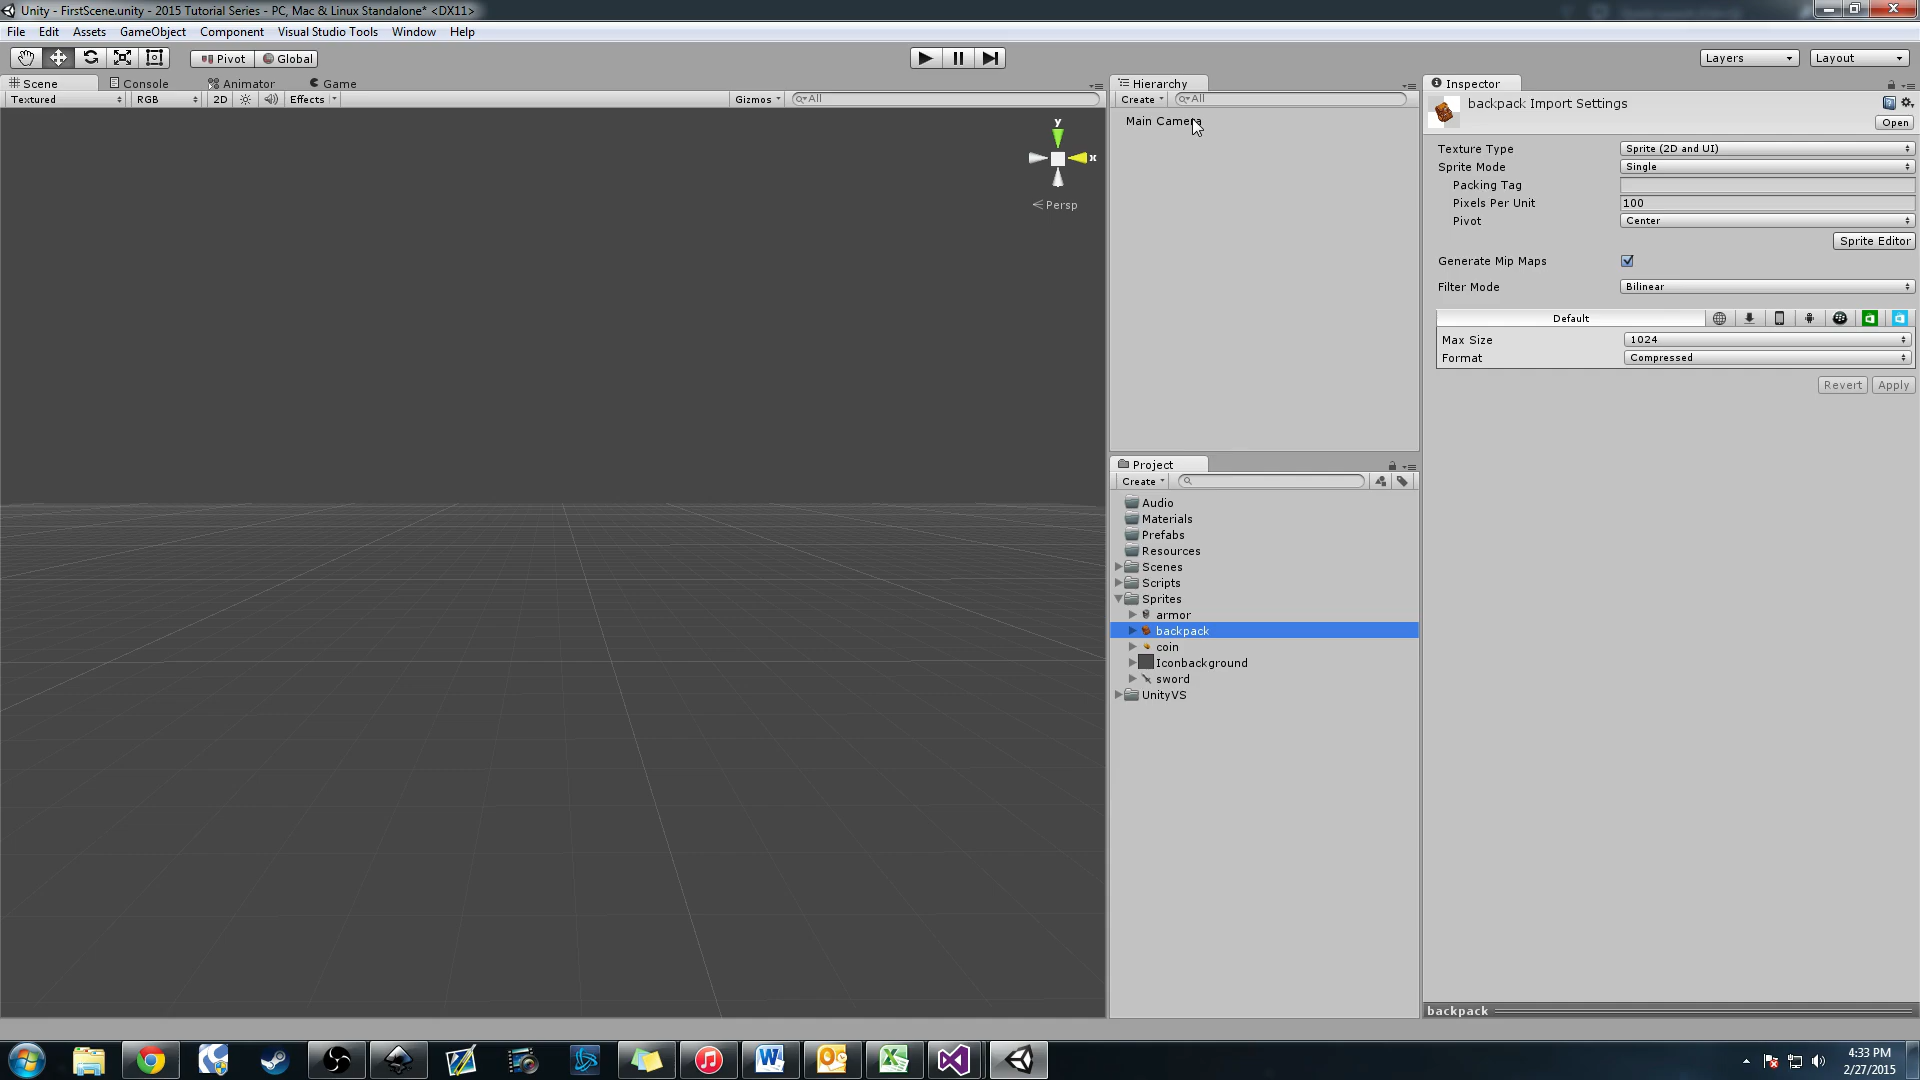 Unity - FirstScene.unity - 2015 Tutorial Series - PC, Mac & Linux Standalone* <DX11>
File Edit Assets GameObject Component Visual Studio Tools Window Help
Pivot Global Layers Layout
Scene Console Animator Game
Textured RGB 2D Effects Gizmos All
y
x
Persp
Hierarchy
Create All
Main Camera
Project
Create
Audio
Materials
Prefabs
Resources
Scenes
Scripts
Sprites
armor
backpack
coin
Iconbackground
sword
UnityVS
Inspector
backpack Import Settings
Open
Texture Type Sprite (2D and UI)
Sprite Mode Single
Packing Tag
Pixels Per Unit 100
Pivot Center
Sprite Editor
Generate Mip Maps
Filter Mode Bilinear
Default
Max Size 1024
Format Compressed
Revert Apply
backpack
4:33 PM
2/27/2015